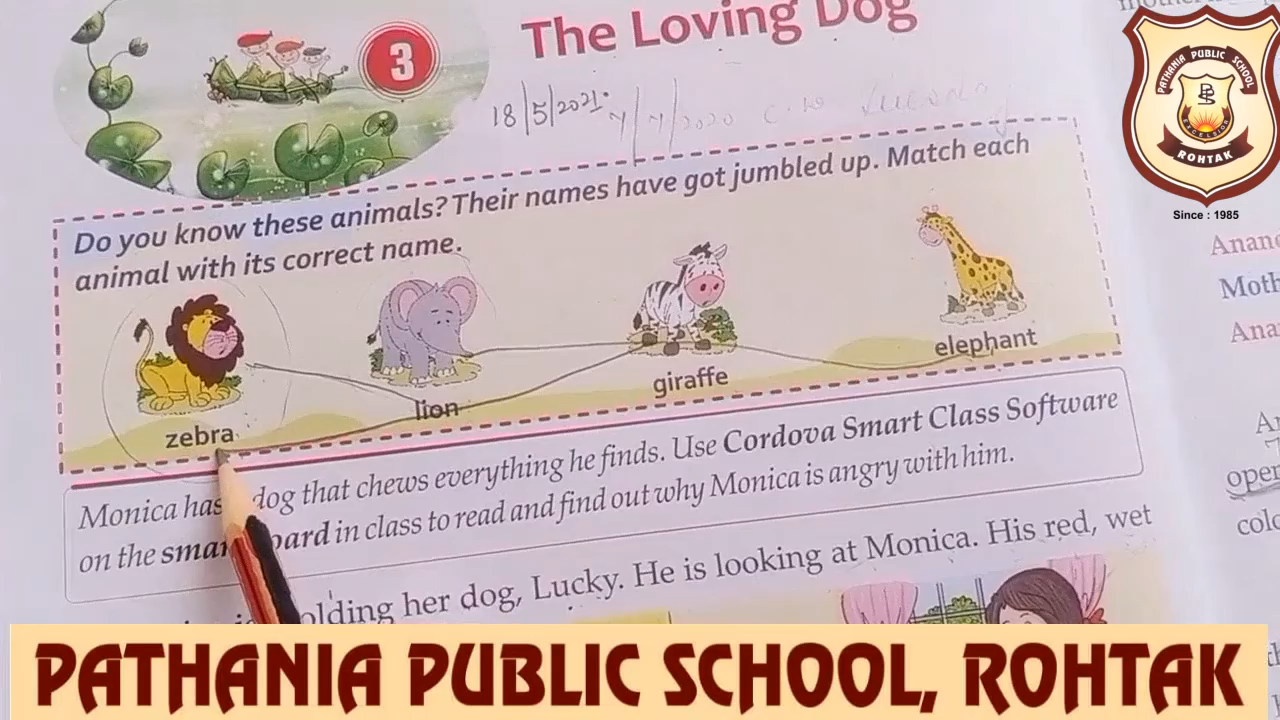 3
The Loving Dog
18/5/2021
Do you know these animals? Their names have got jumbled up. Match each
animal with its correct name.
zebra
lion
giraffe
elephant
Monica has dog that chews everything he finds. Use Cordova Smart Class Software
on the in class to read and find out why Monica is angry with him.
her dog, Lucky. He is looking at Monica. His red, wet
PATHANIA PUBLIC SCHOOL
EXCELSIOR
ROHTAK
Since : 1985
PATHANIA PUBLIC SCHOOL, ROHTAK